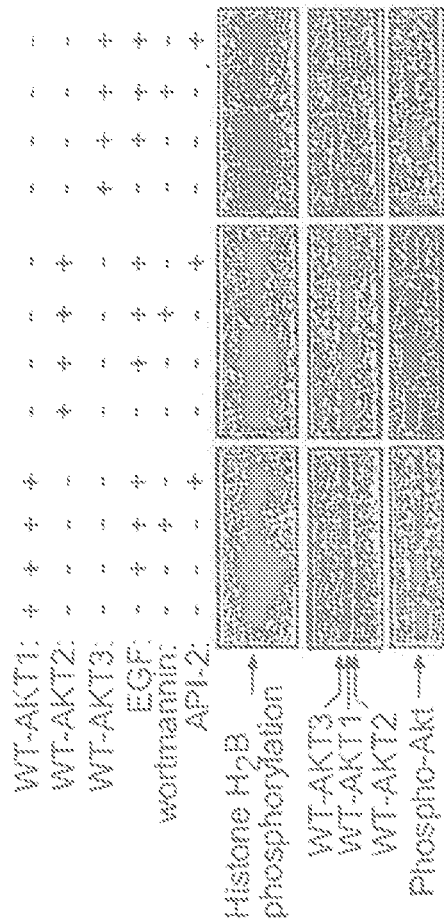 WT-AKT1: + + + + - - - - - - - -
WT-AKT2: - - - - + + + + - - - -
WT-AKT3: - - - - - - - - + + + +
EGF: - + + + - + + + - + + +
wortmannin: - - + - - - + - - - + -
API-2: - - - + - - - + - - - +
Histone H₂B
phosphorylation
WT-AKT3
WT-AKT1
WT-AKT2
Phospho-Akt